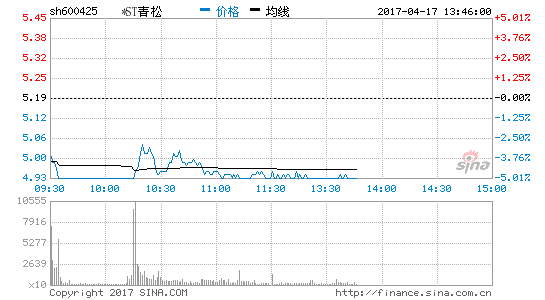 sh600425 *ST青松 价格 均线 2017-04-17 13:46:00
5.45 5.01%
5.38 3.76%
5.32 2.50%
5.25 1.25%
5.19 0.00%
5.12 -1.25%
5.06 -2.50%
5.00 -3.76%
4.93 -5.01%
sina
09:30 10:00 10:30 11:00 11:30 13:30 14:00 14:30 15:00
10555
7916
5277
2639
x10
Copyright 2017 SINA.COM http://finance.sina.com.cn